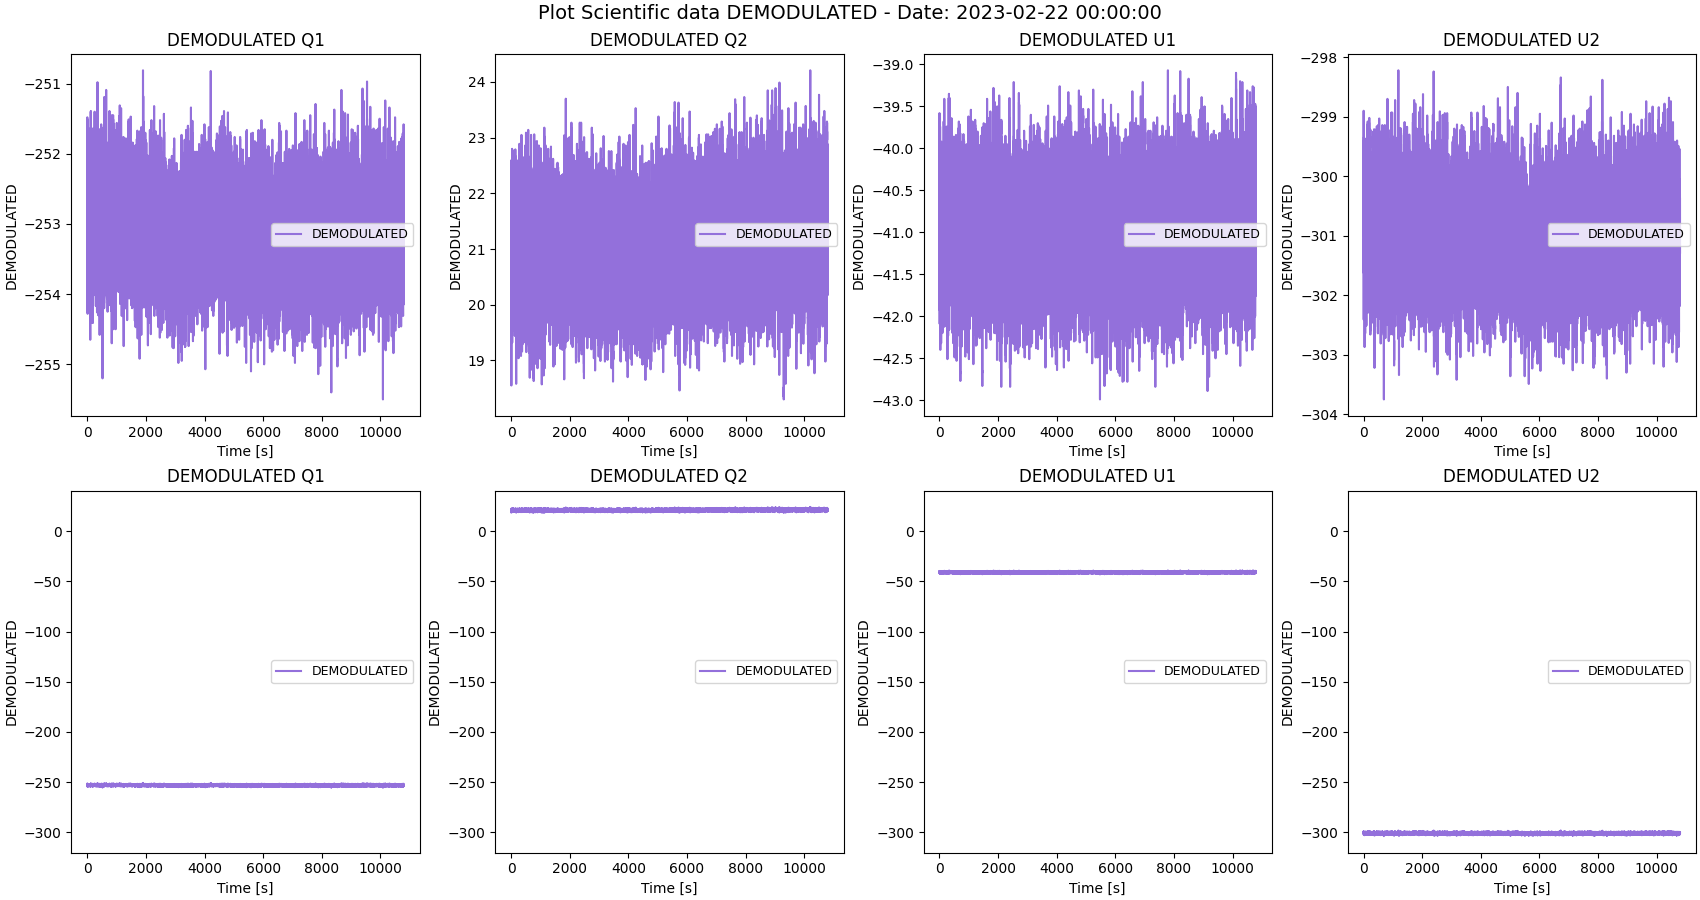 Plot Scientific data DEMODULATED - Date: 2023-02-22 00:00:00
DEMODULATED Q1
DEMODULATED
−251
−252
−253
−254
−255
DEMODULATED
0 2000 4000 6000 8000 10000
Time [s]
DEMODULATED Q2
DEMODULATED
24
23
22
21
20
19
DEMODULATED
0 2000 4000 6000 8000 10000
Time [s]
DEMODULATED U1
DEMODULATED
−39.0
−39.5
−40.0
−40.5
−41.0
−41.5
−42.0
−42.5
−43.0
DEMODULATED
0 2000 4000 6000 8000 10000
Time [s]
DEMODULATED U2
DEMODULATED
−298
−299
−300
−301
−302
−303
−304
DEMODULATED
0 2000 4000 6000 8000 10000
Time [s]
DEMODULATED Q1
DEMODULATED
0
−50
−100
−150
−200
−250
−300
DEMODULATED
0 2000 4000 6000 8000 10000
Time [s]
DEMODULATED Q2
DEMODULATED
0
−50
−100
−150
−200
−250
−300
DEMODULATED
0 2000 4000 6000 8000 10000
Time [s]
DEMODULATED U1
DEMODULATED
0
−50
−100
−150
−200
−250
−300
DEMODULATED
0 2000 4000 6000 8000 10000
Time [s]
DEMODULATED U2
DEMODULATED
0
−50
−100
−150
−200
−250
−300
DEMODULATED
0 2000 4000 6000 8000 10000
Time [s]